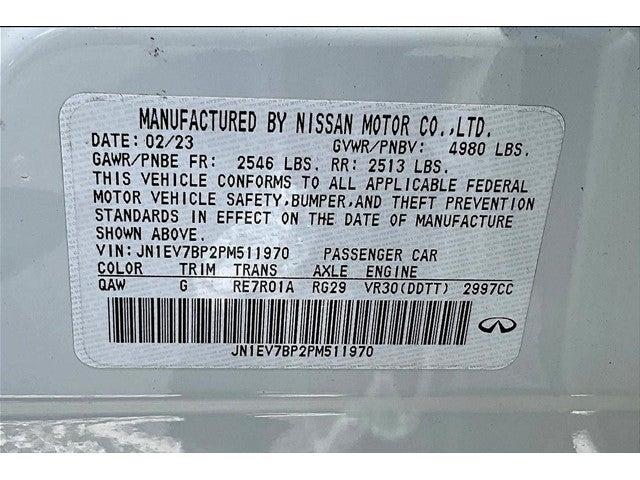 MANUFACTURED BY NISSAN MOTOR CO.,LTD.
DATE: 02/23 GVWR/PNBV: 4980 LBS.
GAWR/PNBE FR: 2546 LBS. RR: 2513 LBS.
THIS VEHICLE CONFORMS TO ALL APPLICABLE FEDERAL
MOTOR VEHICLE SAFETY,BUMPER,AND THEFT PREVENTION
STANDARDS IN EFFECT ON THE DATE OF MANUFACTURE
SHOWN ABOVE.
VIN:JN1EV7BP2PM511970 PASSENGER CAR
COLOR TRIM TRANS AXLE ENGINE
QAW G RE7R01A RG29 VR30(DDTT) 2997CC
JN1EV7BP2PM511970